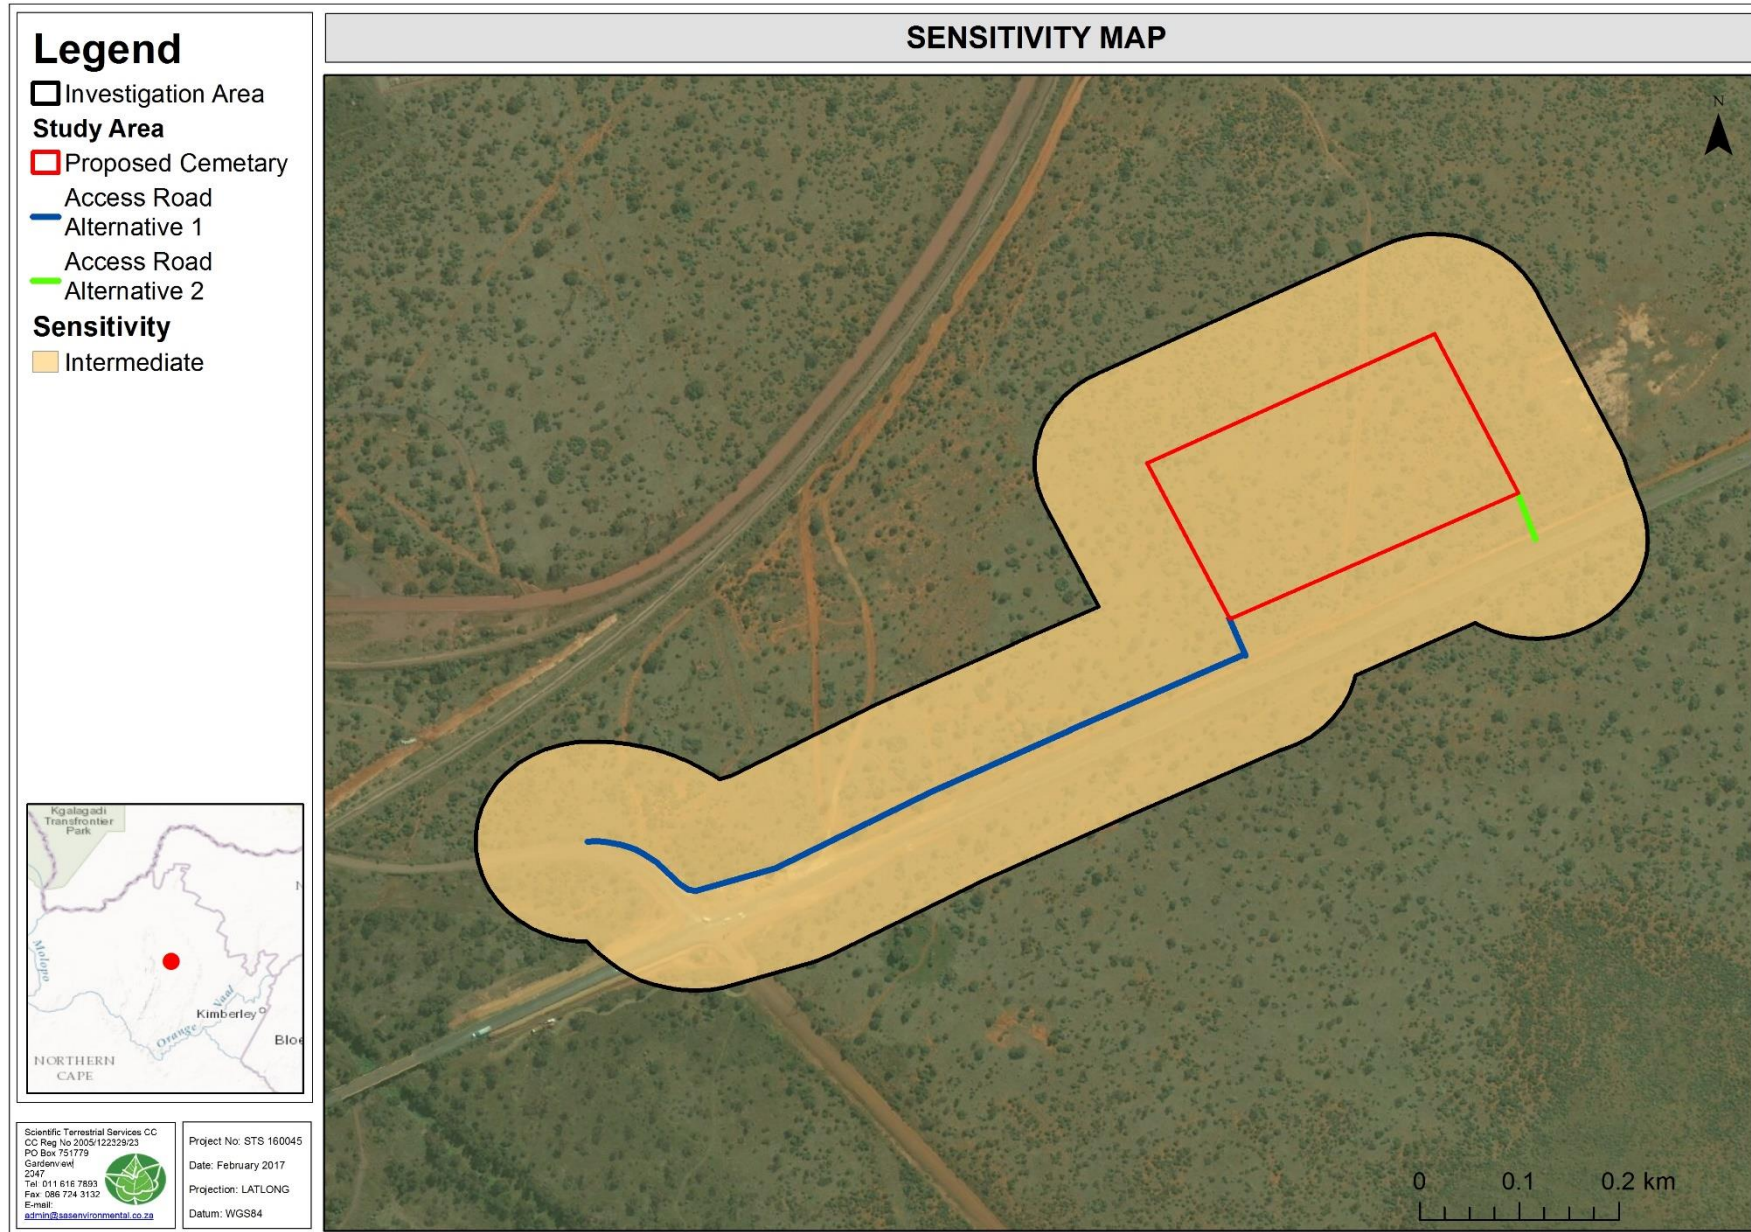 Legend
Investigation Area
Study Area
Proposed Cemetary
Access Road
Alternative 1
Access Road
Alternative 2
Sensitivity
Intermediate
SENSITIVITY MAP
N
Kgalagadi
Transfrontier
Park
N
Molopo
Vaal
Kimberley
Orange
Bloe
NORTHERN
CAPE
Scientific Terrestrial Services CC
CC Reg No 2005/122329/23
PO Box 751779
Gardenview
2047
Tel: 011 616 7893
Fax: 086 724 3132
E-mail:
admin@sasenvironmental.co.za
Project No: STS 160045
Date: February 2017
Projection: LATLONG
Datum: WGS84
0 0.1 0.2 km